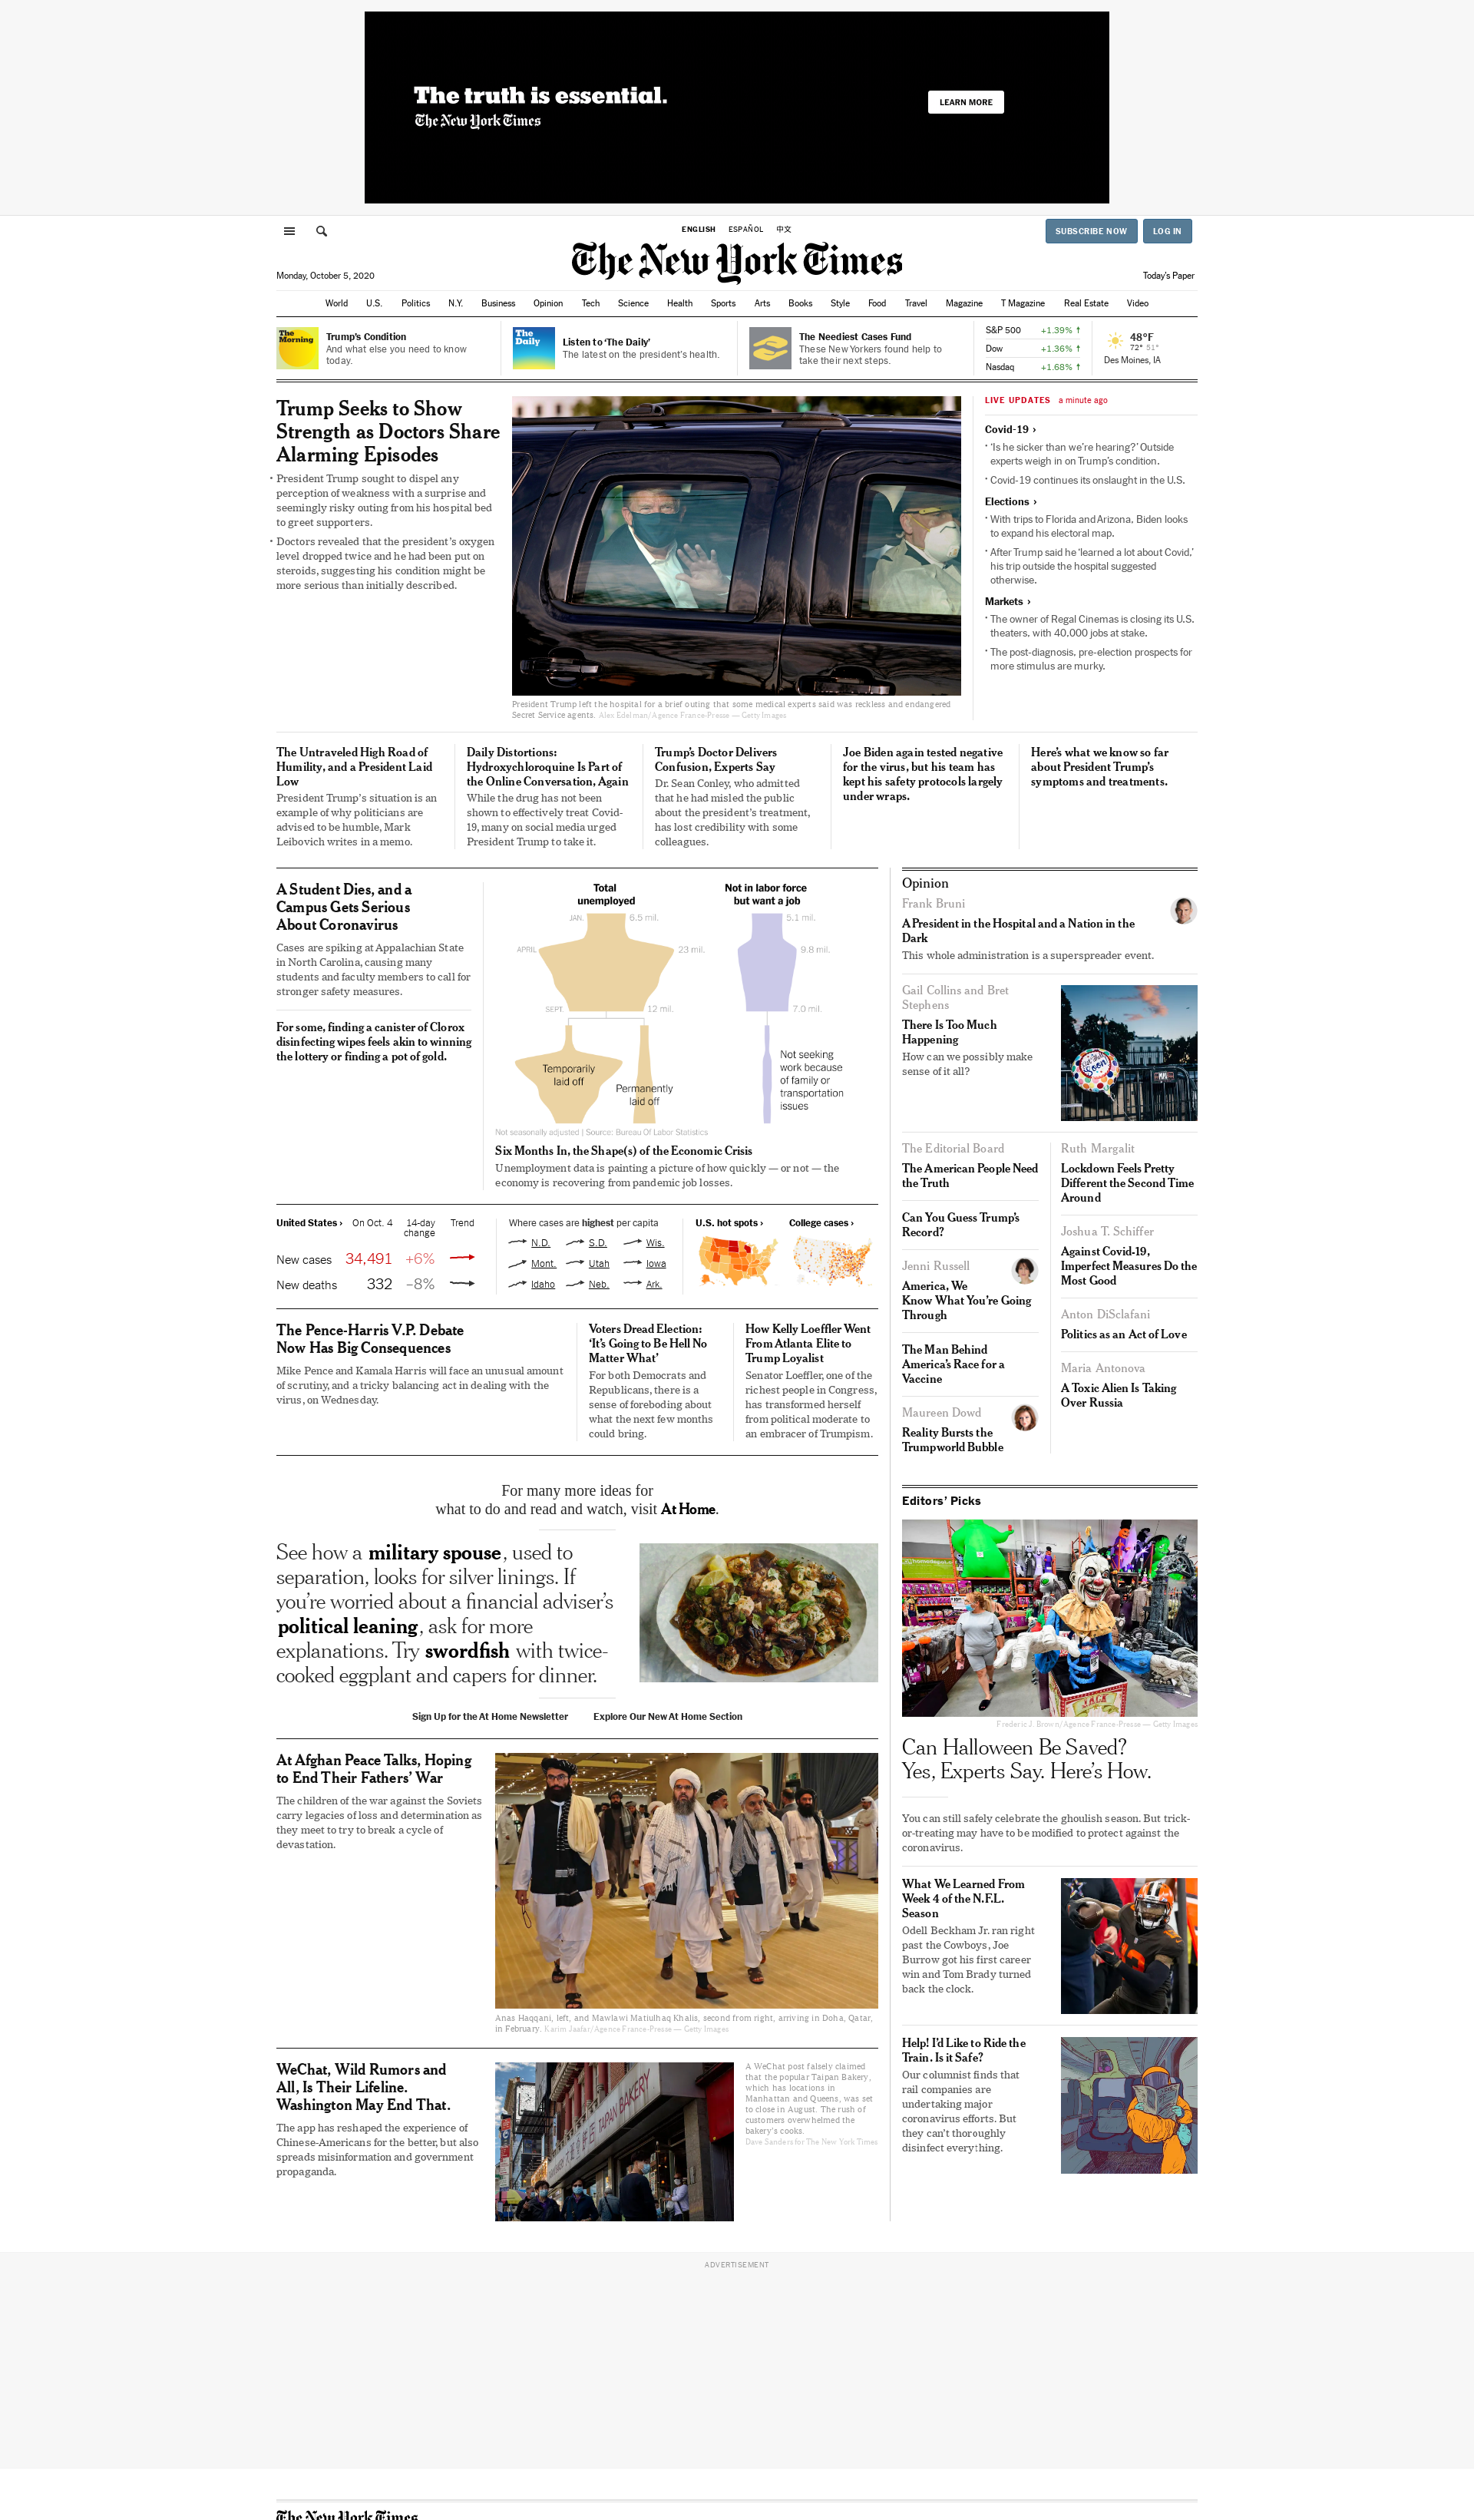 The truth is essential.
The New York Times
LEARN MORE
ENGLISH ESPAÑOL 中文
SUBSCRIBE NOW LOG IN
The New York Times
Monday, October 5, 2020
Today's Paper
World U.S. Politics N.Y. Business Opinion Tech Science Health Sports Arts Books Style Food Travel Magazine T Magazine Real Estate Video
The Morning
Trump's Condition
And what else you need to know
today.
The Daily
Listen to ‘The Daily’
The latest on the president's health.
The Neediest Cases Fund
These New Yorkers found help to
take their next steps.
S&P 500 +1.39% ↑
Dow +1.36% ↑
Nasdaq +1.68% ↑
48°F
72° 51°
Des Moines, IA
Trump Seeks to Show
Strength as Doctors Share
Alarming Episodes
• President Trump sought to dispel any
perception of weakness with a surprise and
seemingly risky outing from his hospital bed
to greet supporters.
• Doctors revealed that the president's oxygen
level dropped twice and he had been put on
steroids, suggesting his condition might be
more serious than initially described.
President Trump left the hospital for a brief outing that some medical experts said was reckless and endangered
Secret Service agents. Alex Edelman/Agence France-Presse — Getty Images
LIVE UPDATES a minute ago
Covid-19 ›
• ‘Is he sicker than we're hearing?’ Outside
experts weigh in on Trump's condition.
• Covid-19 continues its onslaught in the U.S.
Elections ›
• With trips to Florida and Arizona, Biden looks
to expand his electoral map.
• After Trump said he ‘learned a lot about Covid,’
his trip outside the hospital suggested
otherwise.
Markets ›
• The owner of Regal Cinemas is closing its U.S.
theaters, with 40,000 jobs at stake.
• The post-diagnosis, pre-election prospects for
more stimulus are murky.
The Untraveled High Road of
Humility, and a President Laid
Low
President Trump's situation is an
example of why politicians are
advised to be humble, Mark
Leibovich writes in a memo.
Daily Distortions:
Hydroxychloroquine Is Part of
the Online Conversation, Again
While the drug has not been
shown to effectively treat Covid-
19, many on social media urged
President Trump to take it.
Trump's Doctor Delivers
Confusion, Experts Say
Dr. Sean Conley, who admitted
that he had misled the public
about the president's treatment,
has lost credibility with some
colleagues.
Joe Biden again tested negative
for the virus, but his team has
kept his safety protocols largely
under wraps.
Here's what we know so far
about President Trump's
symptoms and treatments.
A Student Dies, and a
Campus Gets Serious
About Coronavirus
Cases are spiking at Appalachian State
in North Carolina, causing many
students and faculty members to call for
stronger safety measures.
For some, finding a canister of Clorox
disinfecting wipes feels akin to winning
the lottery or finding a pot of gold.
Total
unemployed
Not in labor force
but want a job
JAN. 6.5 mil. 5.1 mil.
APRIL 23 mil. 9.8 mil.
SEPT. 12 mil. 7.0 mil.
Temporarily
laid off
Permanently
laid off
Not seeking
work because
of family or
transportation
issues
Not seasonally adjusted | Source: Bureau Of Labor Statistics
Six Months In, the Shape(s) of the Economic Crisis
Unemployment data is painting a picture of how quickly — or not — the
economy is recovering from pandemic job losses.
United States › On Oct. 4 14-day
change Trend
New cases 34,491 +6%
New deaths 332 –8%
Where cases are highest per capita
N.D. S.D. Wis.
Mont. Utah Iowa
Idaho Neb. Ark.
U.S. hot spots › College cases ›
The Pence-Harris V.P. Debate
Now Has Big Consequences
Mike Pence and Kamala Harris will face an unusual amount
of scrutiny, and a tricky balancing act in dealing with the
virus, on Wednesday.
Voters Dread Election:
‘It's Going to Be Hell No
Matter What’
For both Democrats and
Republicans, there is a
sense of foreboding about
what the next few months
could bring.
How Kelly Loeffler Went
From Atlanta Elite to
Trump Loyalist
Senator Loeffler, one of the
richest people in Congress,
has transformed herself
from political moderate to
an embracer of Trumpism.
For many more ideas for
what to do and read and watch, visit At Home.
See how a military spouse, used to
separation, looks for silver linings. If
you're worried about a financial adviser's
political leaning, ask for more
explanations. Try swordfish with twice-
cooked eggplant and capers for dinner.
Sign Up for the At Home Newsletter Explore Our New At Home Section
At Afghan Peace Talks, Hoping
to End Their Fathers' War
The children of the war against the Soviets
carry legacies of loss and determination as
they meet to try to break a cycle of
devastation.
Anas Haqqani, left, and Mawlawi Matiulhaq Khalis, second from right, arriving in Doha, Qatar,
in February. Karim Jaafar/Agence France-Presse — Getty Images
WeChat, Wild Rumors and
All, Is Their Lifeline.
Washington May End That.
The app has reshaped the experience of
Chinese-Americans for the better, but also
spreads misinformation and government
propaganda.
TAIPAN BAKERY
A WeChat post falsely claimed
that the popular Taipan Bakery,
which has locations in
Manhattan and Queens, was set
to close in August. The rush of
customers overwhelmed the
bakery's cooks.
Dave Sanders for The New York Times
Opinion
Frank Bruni
A President in the Hospital and a Nation in the
Dark
This whole administration is a superspreader event.
Gail Collins and Bret
Stephens
There Is Too Much
Happening
How can we possibly make
sense of it all?
The Editorial Board
The American People Need
the Truth
Can You Guess Trump's
Record?
Jenni Russell
America, We
Know What You're Going
Through
The Man Behind
America's Race for a
Vaccine
Maureen Dowd
Reality Bursts the
Trumpworld Bubble
Ruth Margalit
Lockdown Feels Pretty
Different the Second Time
Around
Joshua T. Schiffer
Against Covid-19,
Imperfect Measures Do the
Most Good
Anton DiSclafani
Politics as an Act of Love
Maria Antonova
A Toxic Alien Is Taking
Over Russia
Editors' Picks
Frederic J. Brown/Agence France-Presse — Getty Images
Can Halloween Be Saved?
Yes, Experts Say. Here's How.
You can still safely celebrate the ghoulish season. But trick-
or-treating may have to be modified to protect against the
coronavirus.
What We Learned From
Week 4 of the N.F.L.
Season
Odell Beckham Jr. ran right
past the Cowboys, Joe
Burrow got his first career
win and Tom Brady turned
back the clock.
Help! I'd Like to Ride the
Train. Is it Safe?
Our columnist finds that
rail companies are
undertaking major
coronavirus efforts. But
they can't thoroughly
disinfect everything.
ADVERTISEMENT
The New York Times